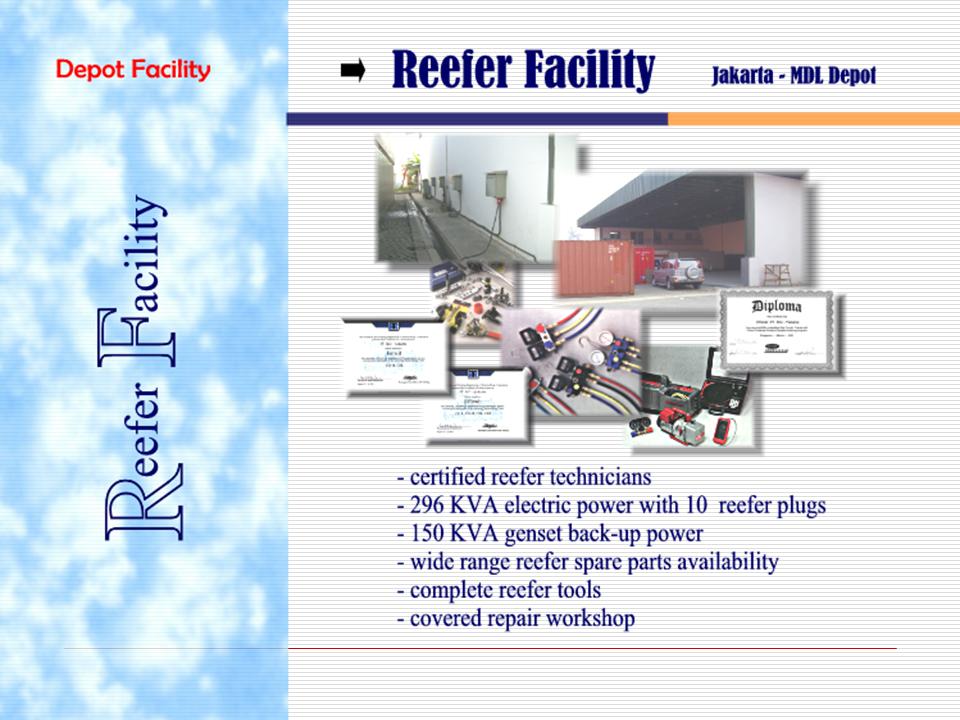 Depot Facility
Reefer Facility
Jakarta - MDL Depot
Reefer Facility
Diploma
- certified reefer technicians
- 296 KVA electric power with 10 reefer plugs
- 150 KVA genset back-up power
- wide range reefer spare parts availability
- complete reefer tools
- covered repair workshop